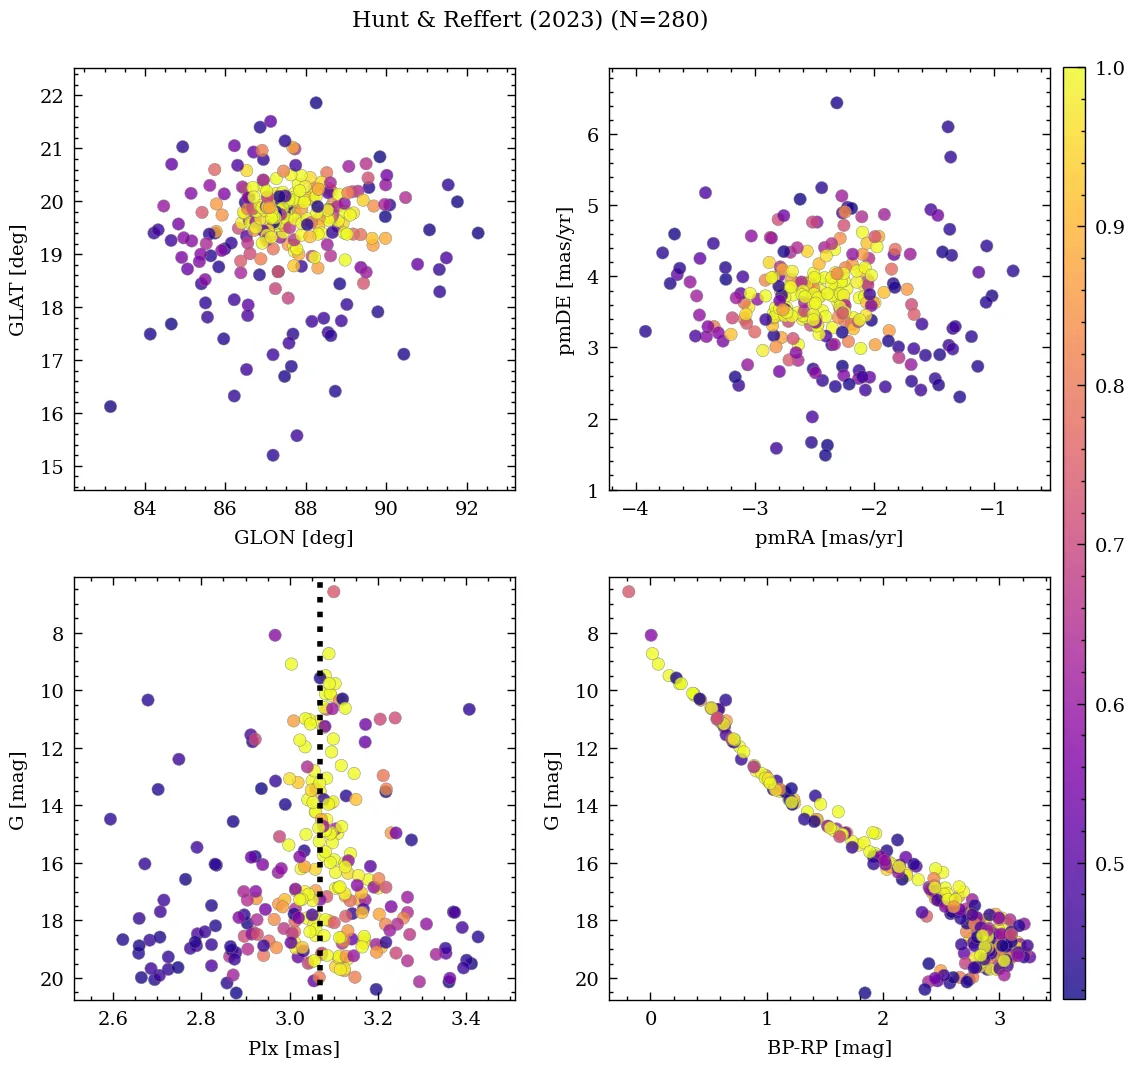 Hunt & Reffert (2023) (N=280)
22
21
20
19
18
17
16
15
GLAT [deg]
84 86 88 90 92
GLON [deg]
6
5
4
3
2
1
pmDE [mas/yr]
−4 −3 −2 −1
pmRA [mas/yr]
8
10
12
14
16
18
20
G [mag]
2.6 2.8 3.0 3.2 3.4
Plx [mas]
8
10
12
14
16
18
20
G [mag]
0 1 2 3
BP-RP [mag]
1.0
0.9
0.8
0.7
0.6
0.5